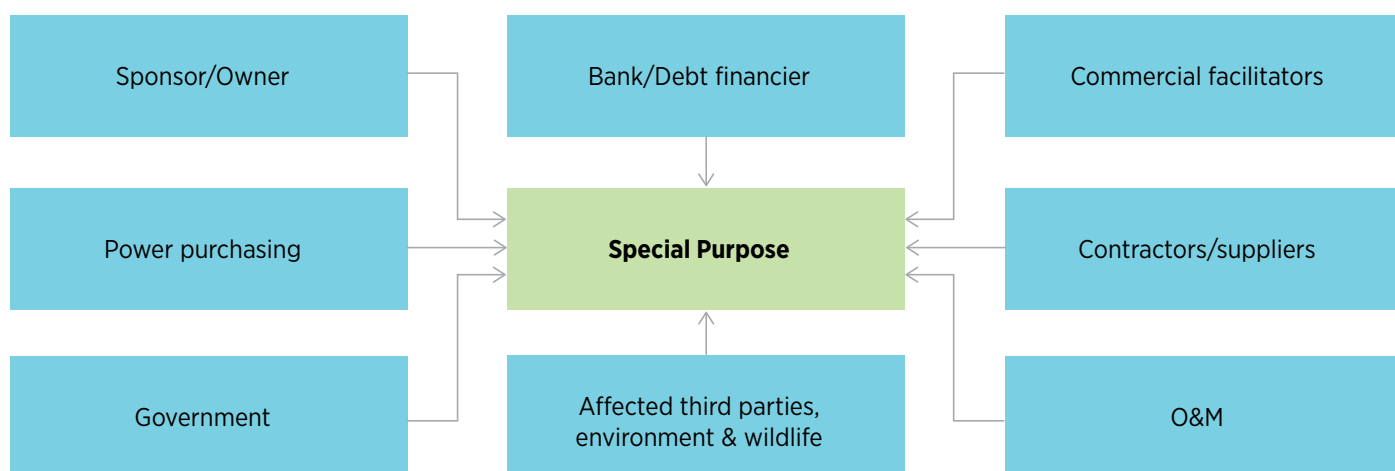 Sponsor/Owner
Bank/Debt financier
Commercial facilitators
Power purchasing
Special Purpose
Contractors/suppliers
Government
Affected third parties,
environment & wildlife
O&M